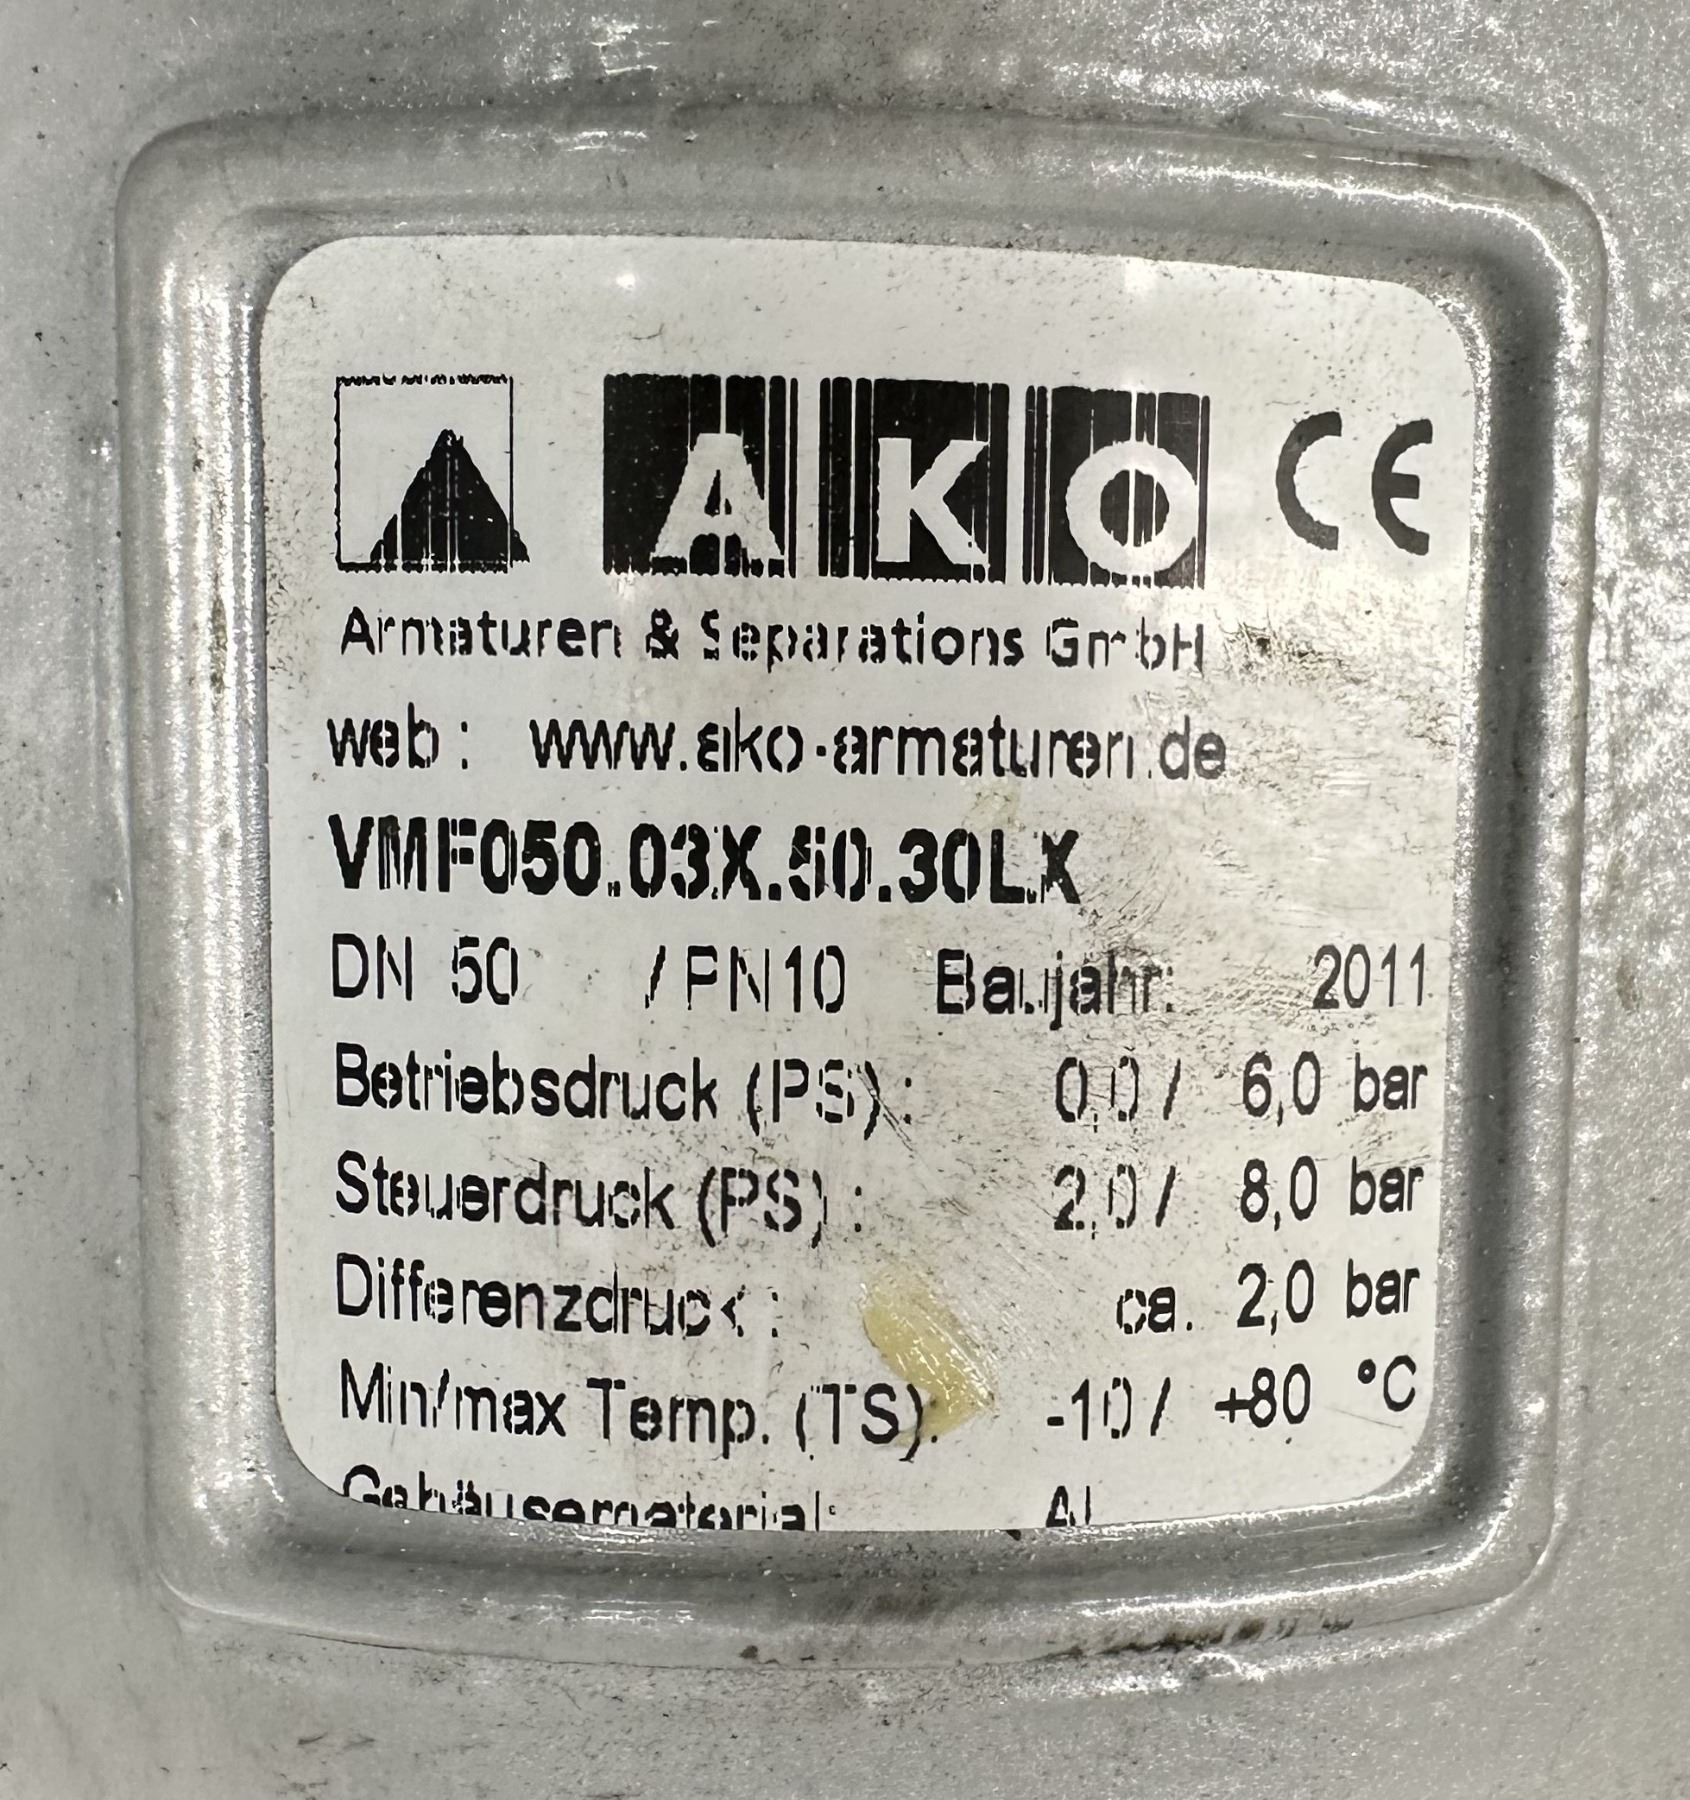 AKO CE
Armaturen & Separations GmbH
web: www.ako-armaturen.de
VMF050.03X.50.30LX
DN 50 / PN10 Baujahr: 2011
Betriebsdruck (PS): 0,0 / 6,0 bar
Steuerdruck (PS): 2,0 / 8,0 bar
Differenzdruck: ca. 2,0 bar
Min/max Temp. (TS): -10 / +80 °C
Gehäusematerial: AL